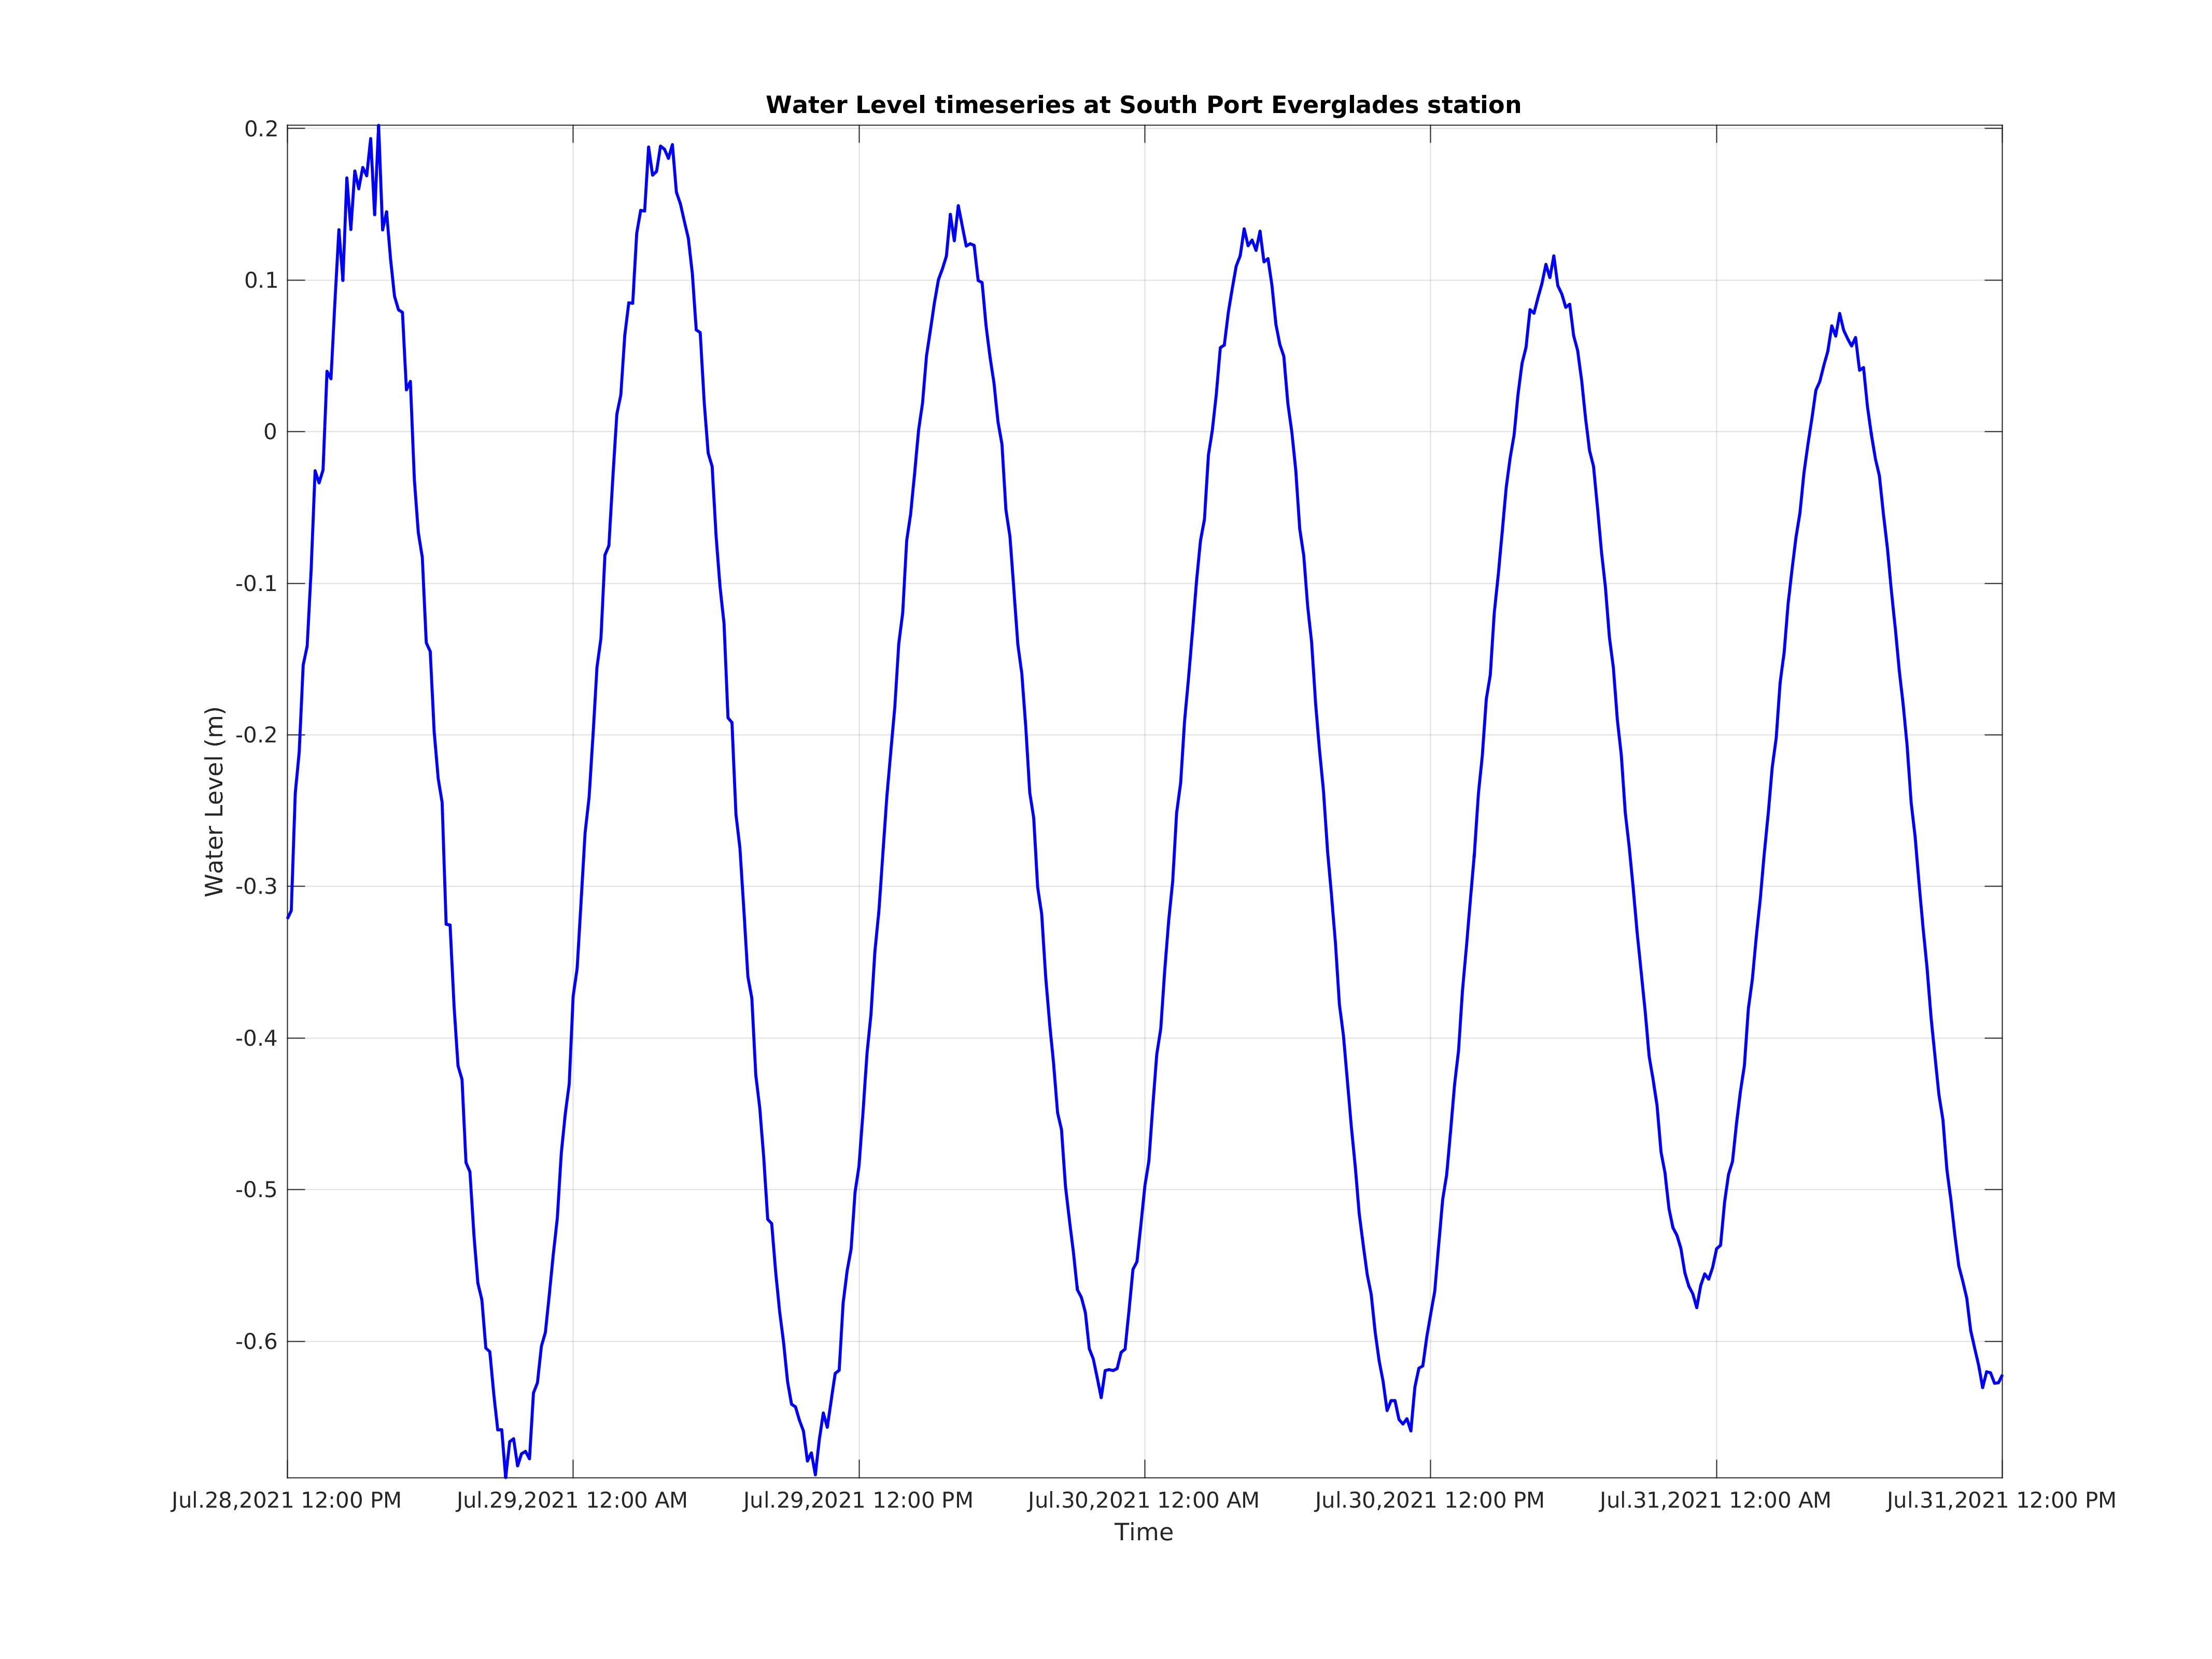 Water Level timeseries at South Port Everglades station
0.2
0.1
0
-0.1
-0.2
-0.3
-0.4
-0.5
-0.6
Water Level (m)
Jul.28,2021 12:00 PM Jul.29,2021 12:00 AM Jul.29,2021 12:00 PM Jul.30,2021 12:00 AM Jul.30,2021 12:00 PM Jul.31,2021 12:00 AM Jul.31,2021 12:00 PM
Time